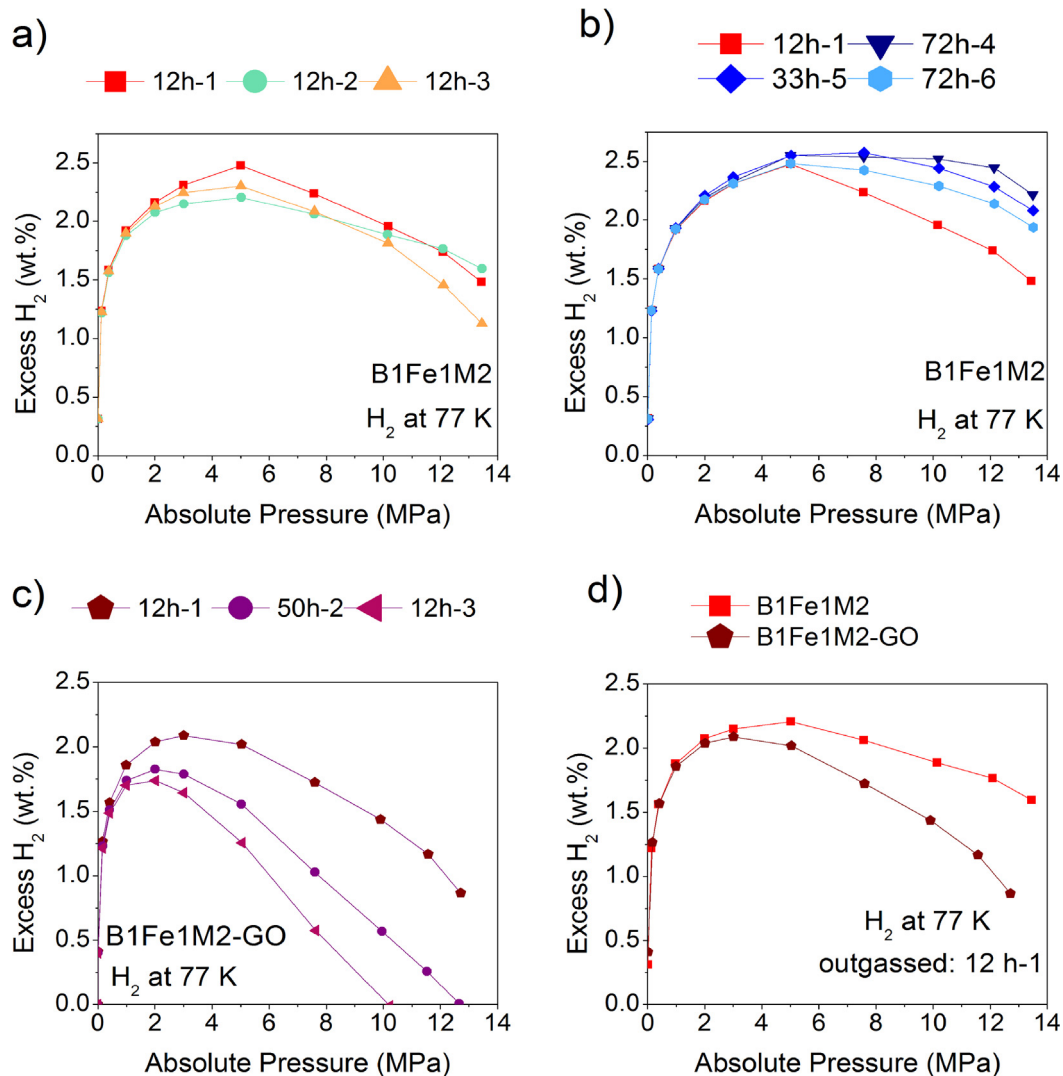 a)
12h-1 12h-2 12h-3
Excess H₂ (wt.%)
2.5
2.0
1.5
1.0
0.5
0.0
B1Fe1M2
H₂ at 77 K
0 2 4 6 8 10 12 14
Absolute Pressure (MPa)
b)
12h-1 72h-4
33h-5 72h-6
Excess H₂ (wt.%)
2.5
2.0
1.5
1.0
0.5
0.0
B1Fe1M2
H₂ at 77 K
0 2 4 6 8 10 12 14
Absolute Pressure (MPa)
c)
12h-1 50h-2 12h-3
Excess H₂ (wt.%)
2.5
2.0
1.5
1.0
0.5
0.0
B1Fe1M2-GO
H₂ at 77 K
0 2 4 6 8 10 12 14
Absolute Pressure (MPa)
d)
B1Fe1M2
B1Fe1M2-GO
Excess H₂ (wt.%)
2.5
2.0
1.5
1.0
0.5
0.0
H₂ at 77 K
outgassed: 12 h-1
0 2 4 6 8 10 12 14
Absolute Pressure (MPa)